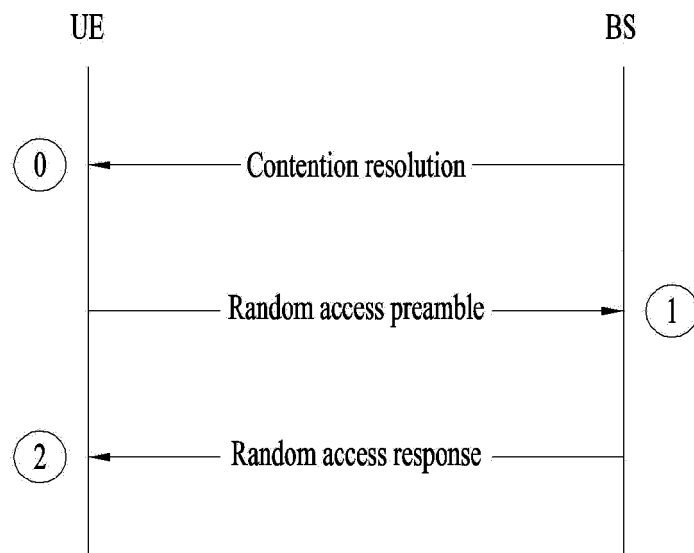 UE BS
0 Contention resolution
Random access preamble 1
2 Random access response